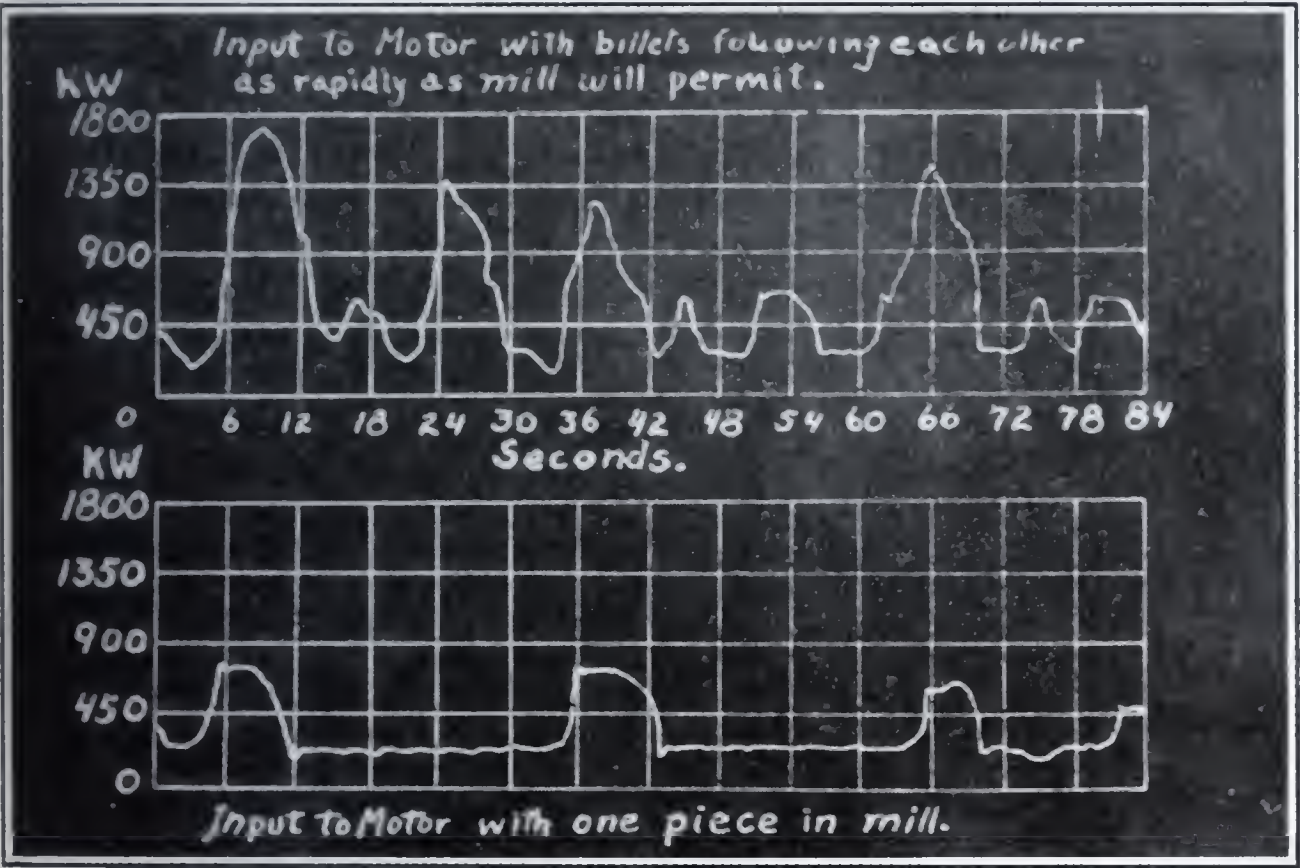 Input To Motor with billets following each other
KW as rapidly as mill will permit.
1800
1350
900
450
0 6 12 18 24 30 36 42 48 54 60 66 72 78 84
Seconds.
KW
1800
1350
900
450
0
Input To Motor with one piece in mill.